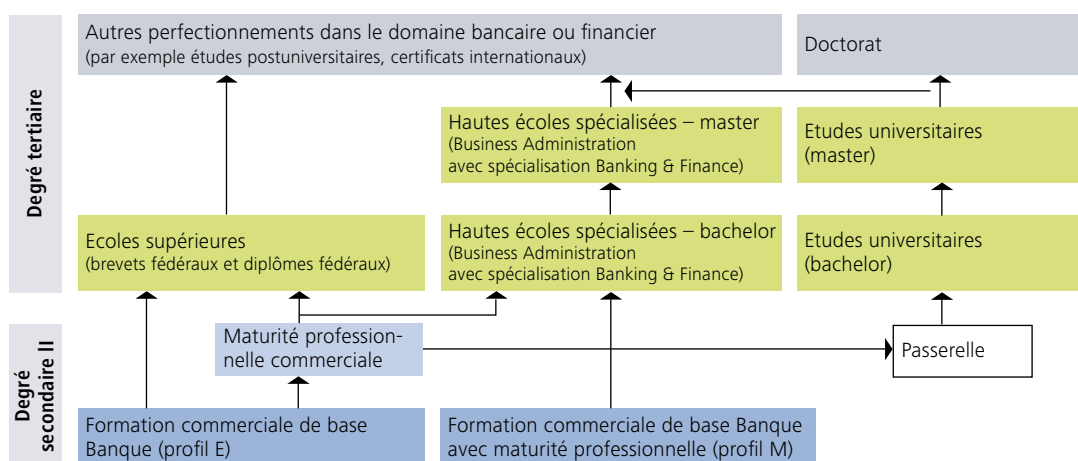 Autres perfectionnements dans le domaine bancaire ou financier
(par exemple études postuniversitaires, certificats internationaux)
Doctorat
Degré tertiaire
Hautes écoles spécialisées – master
(Business Administration
avec spécialisation Banking & Finance)
Etudes universitaires
(master)
Ecoles supérieures
(brevets fédéraux et diplômes fédéraux)
Hautes écoles spécialisées – bachelor
(Business Administration
avec spécialisation Banking & Finance)
Etudes universitaires
(bachelor)
Degré
secondaire II
Maturité profession-
nelle commerciale
Passerelle
Formation commerciale de base
Banque (profil E)
Formation commerciale de base Banque
avec maturité professionnelle (profil M)